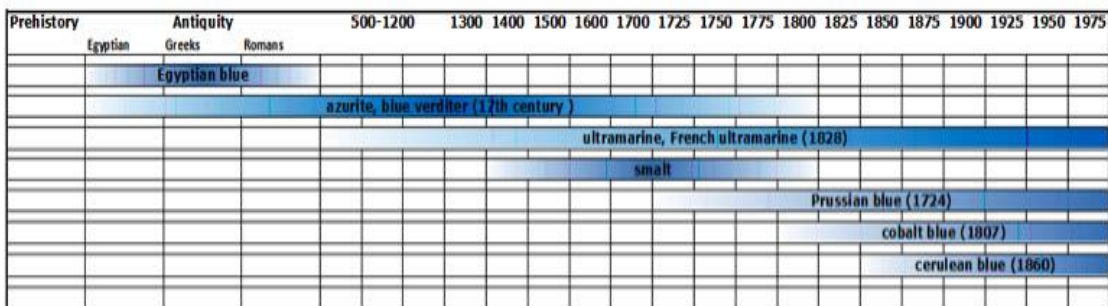 Prehistory Antiquity 500-1200 1300 1400 1500 1600 1700 1725 1750 1775 1800 1825 1850 1875 1900 1925 1950 1975
Egyptian Greeks Romans
Egyptian blue
azurite, blue verditer (17th century )
ultramarine, French ultramarine (1828)
smalt
Prussian blue (1724)
cobalt blue (1807)
cerulean blue (1860)